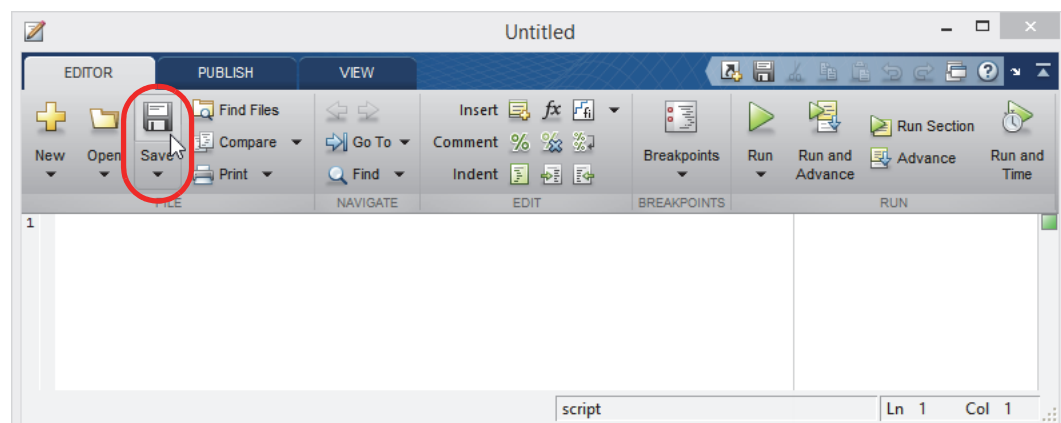 Untitled
EDITOR PUBLISH VIEW
New
Open
Save
Find Files
Compare
Print
FILE
Go To
Find
NAVIGATE
Insert fx fi
Comment % %
Indent
EDIT
Breakpoints
BREAKPOINTS
Run
Run and
Advance
Run Section
Advance
Run and
Time
RUN
1
script Ln 1 Col 1